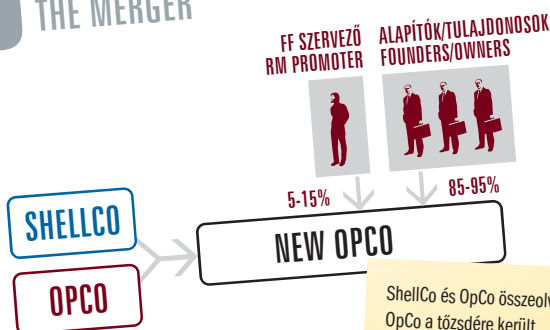 THE MERGER
FF SZERVEZŐ
RM PROMOTER
ALAPÍTÓK/TULAJDONOSOK
FOUNDERS/OWNERS
5-15%
85-95%
SHELLCO
OPCO
NEW OPCO
ShellCo és OpCo
OpCo a tőzsdére került